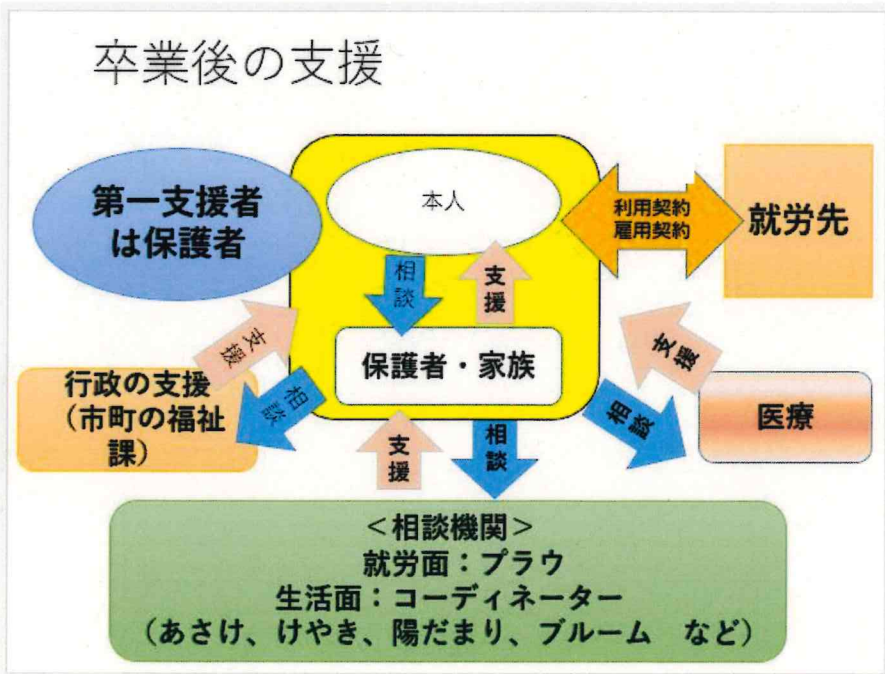 卒業後の支援
第一支援者
は保護者
本人
利用契約
雇用契約
就労先
相談
支援
保護者・家族
支援
相談
行政の支援
(市町の福祉
課)
支援
相談
医療
支援
相談
<相談機関>
就労面：プラウ
生活面：コーディネーター
(あさけ、けやき、陽だまり、ブルーム　など)